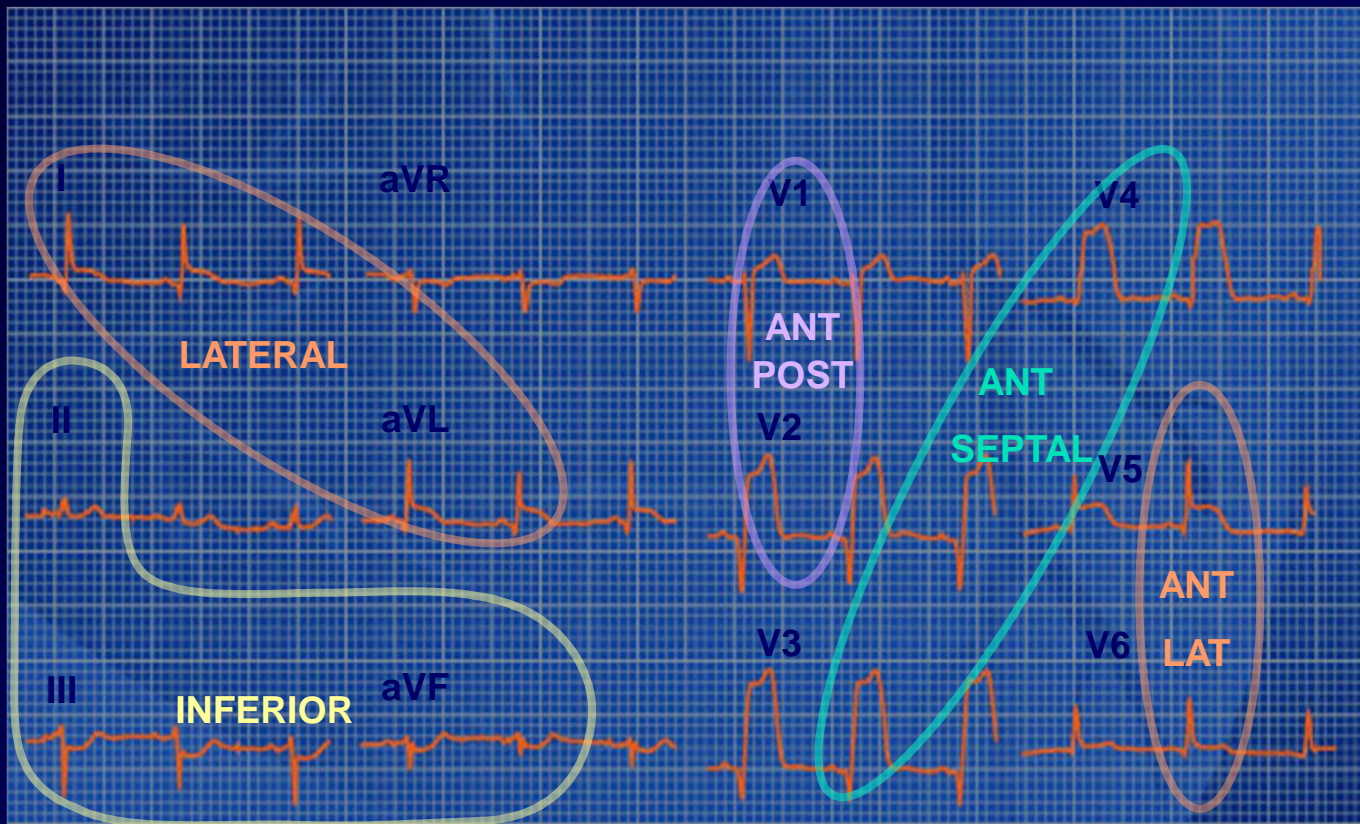 I
aVR
V1
V4
LATERAL
ANT
POST
ANT
SEPTAL
II
aVL
V2
V5
ANT
LAT
III
INFERIOR
aVF
V3
V6